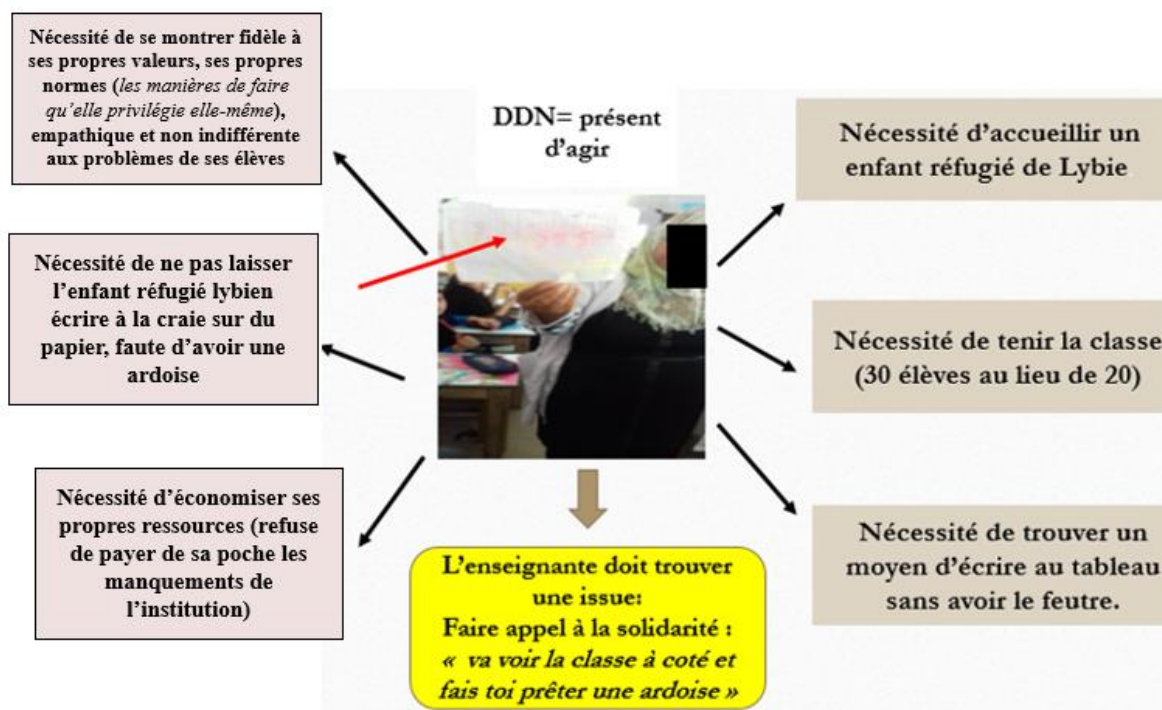 Nécessité de se montrer fidèle à
ses propres valeurs, ses propres
normes (les manières de faire
qu’elle privilégie elle-même),
empathique et non indifférente
aux problèmes de ses élèves
Nécessité de ne pas laisser
l’enfant réfugié lybien
écrire à la craie sur du
papier, faute d’avoir une
ardoise
Nécessité d’économiser ses
propres ressources (refuse
de payer de sa poche les
manquements de
l’institution)
DDN= présent
d’agir
L’enseignante doit trouver
une issue:
Faire appel à la solidarité :
« va voir la classe à coté et
fais toi prêter une ardoise »
Nécessité d’accueillir un
enfant réfugié de Lybie
Nécessité de tenir la classe
(30 élèves au lieu de 20)
Nécessité de trouver un
moyen d’écrire au tableau
sans avoir le feutre.